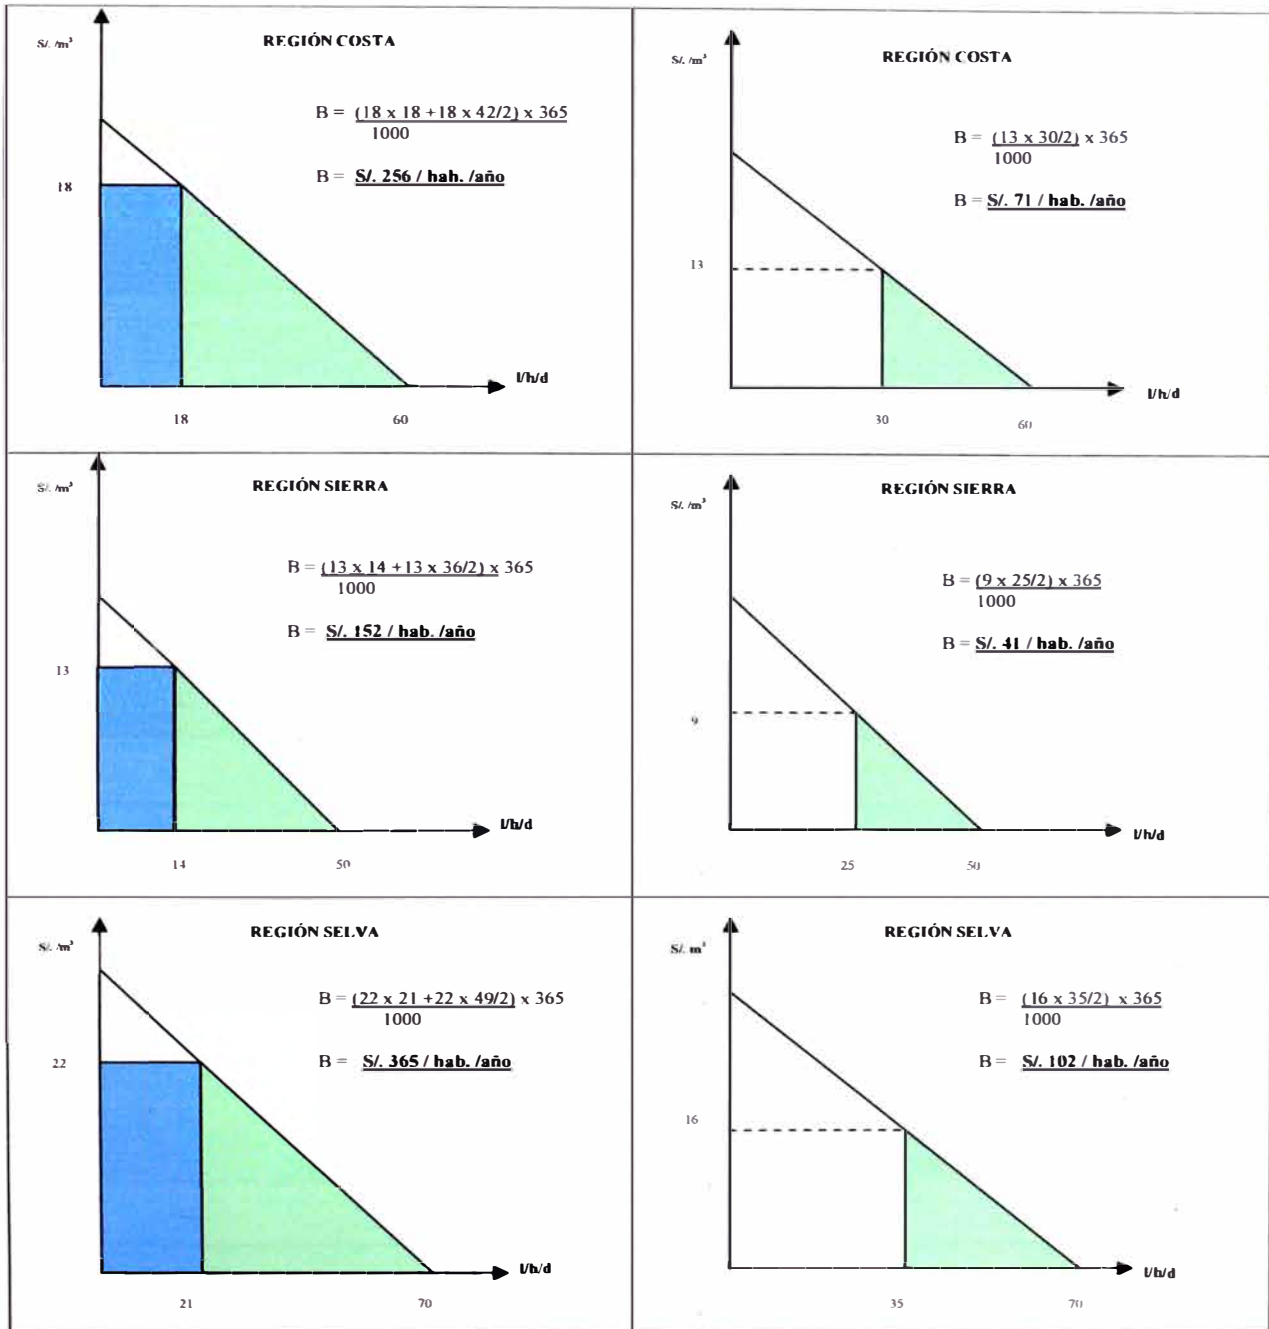 S/. /m³
REGIÓN COSTA
B = (18 x 18 +18 x 42/2) x 365
1000
B = S/. 256 / hab. /año
18
l/h/d
18
60
S/. /m³
REGIÓN COSTA
B = (13 x 30/2) x 365
1000
B = S/. 71 / hab. /año
13
l/h/d
30
60
S/. /m³
REGIÓN SIERRA
B = (13 x 14 +13 x 36/2) x 365
1000
B = S/. 152 / hab. /año
13
l/h/d
14
50
S/. /m³
REGIÓN SIERRA
B = (9 x 25/2) x 365
1000
B = S/. 41 / hab. /año
9
l/h/d
25
50
S/. /m³
REGIÓN SELVA
B = (22 x 21 +22 x 49/2) x 365
1000
B = S/. 365 / hab. /año
22
l/h/d
21
70
S/. m³
REGIÓN SELVA
B = (16 x 35/2) x 365
1000
B = S/. 102 / hab. /año
16
l/h/d
35
70